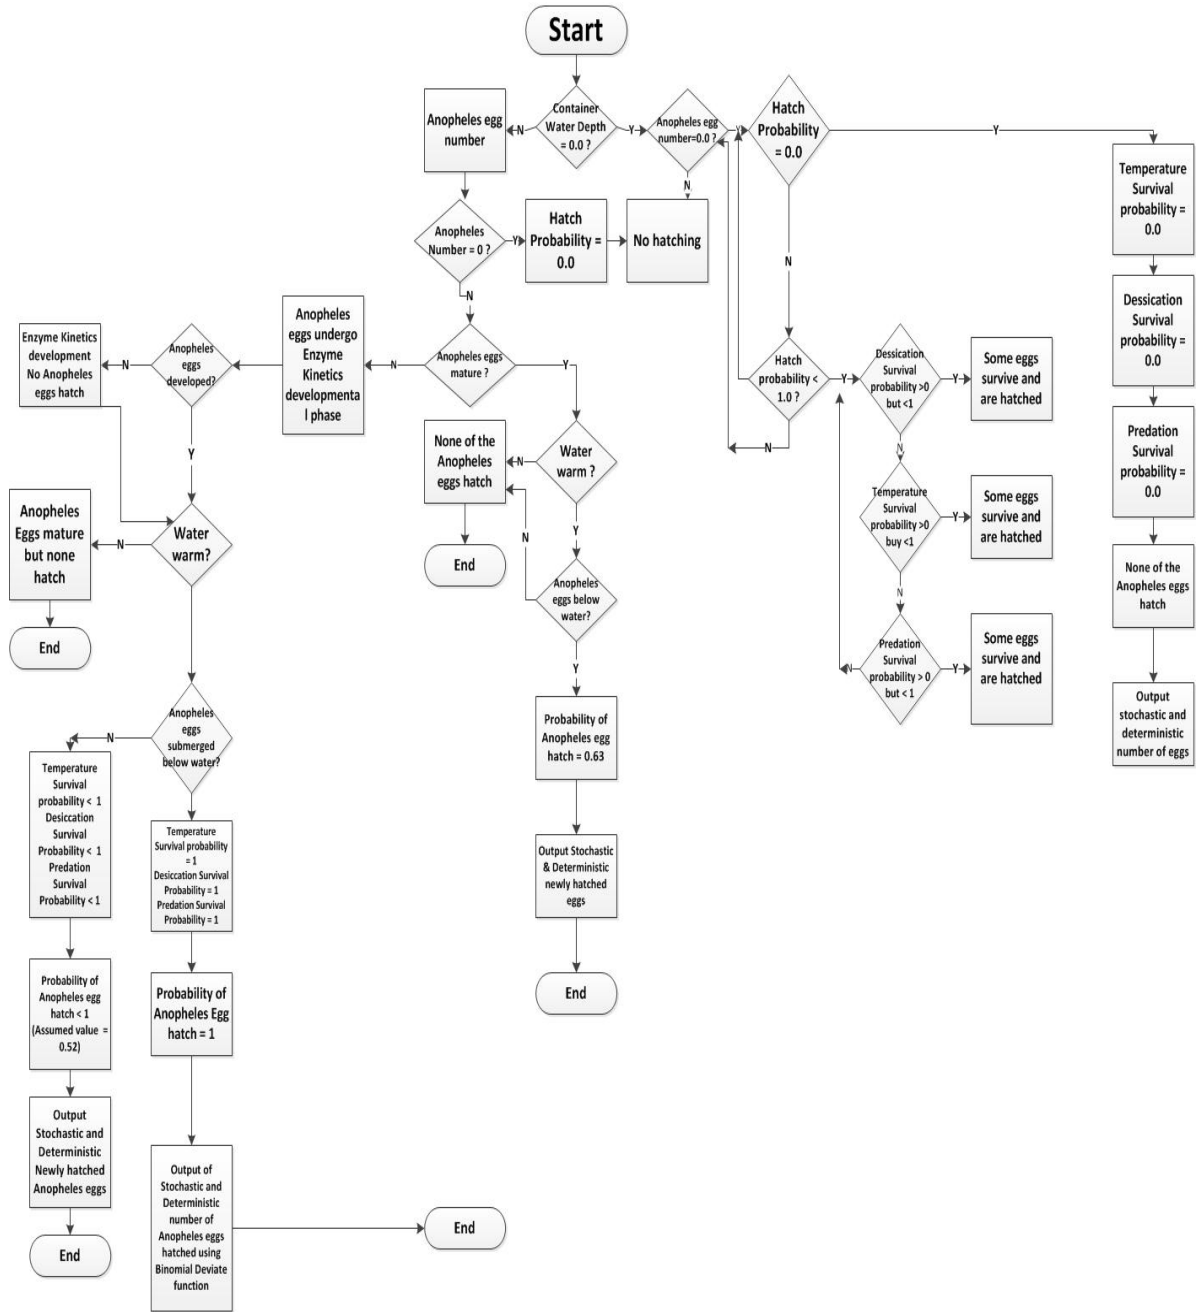 Start
Container
Water Depth
= 0.0 ?
N
Y
Anopheles egg
number
Anopheles egg
number=0.0 ?
Y
N
Hatch
Probability
= 0.0
Y
N
Anopheles
Number = 0 ?
Y
N
Hatch
Probability =
0.0
No hatching
Temperature
Survival
probability =
0.0
Dessication
Survival
probability =
0.0
Predation
Survival
probability =
0.0
None of the
Anopheles eggs
hatch
Output
stochastic and
deterministic
number of eggs
Enzyme Kinetics
development
No Anopheles
eggs hatch
N
Anopheles
eggs
developed?
Y
Anopheles
eggs undergo
Enzyme
Kinetics
developmenta
l phase
N
Anopheles eggs
mature ?
Y
Hatch
probability <
1.0 ?
Y
N
Dessication
Survival
probability >0
but <1
Y
N
Some eggs
survive and
are hatched
Temperature
Survival
probability >0
buy <1
Y
N
Some eggs
survive and
are hatched
Predation
Survival
probability > 0
but < 1
N
Y
Some eggs
survive and
are hatched
None of the
Anopheles
eggs hatch
N
Water
warm ?
Y
N
End
Anopheles
eggs below
water?
Y
Probability of
Anopheles egg
hatch = 0.63
Output Stochastic
& Deterministic
newly hatched
eggs
End
Anopheles
Eggs mature
but none
hatch
N
Water
warm?
End
Anopheles
eggs
submerged
below water?
N
Temperature
Survival
probability < 1
Desiccation
Survival
Probability < 1
Predation
Survival
Probability < 1
Temperature
Survival probability
= 1
Desiccation Survival
Probability = 1
Predation Survival
Probability = 1
Probability of
Anopheles egg
hatch < 1
(Assumed value =
0.52)
Probability of
Anopheles Egg
hatch = 1
Output
Stochastic and
Deterministic
Newly hatched
Anopheles eggs
End
Output of
Stochastic and
Deterministic
number of
Anopheles eggs
hatched using
Binomial Deviate
function
End